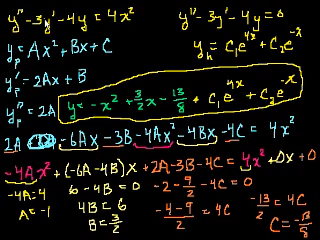 y'' - 3y' - 4y = 4x²
y'' - 3y' - 4y = 0
y_p = Ax² + Bx + C
y_h = C₁e^{4x} + C₂e^{-x}
y_p' = 2Ax + B
y_p'' = 2A
y = -x² + 3/2 x - 13/8 + C₁e^{4x} + C₂e^{-x}
2A - 6Ax - 3B - 4Ax² - 4Bx - 4C = 4x²
-4Ax² + (-6A - 4B)x + 2A - 3B - 4C = 4x² + 0x + 0
-4A = 4
A = -1
6 - 4B = 0
4B = 6
B = 3/2
-2 - 9/2 - 4C = 0
-4-9/2 = 4C
-13/2 = 4C
C = -13/8